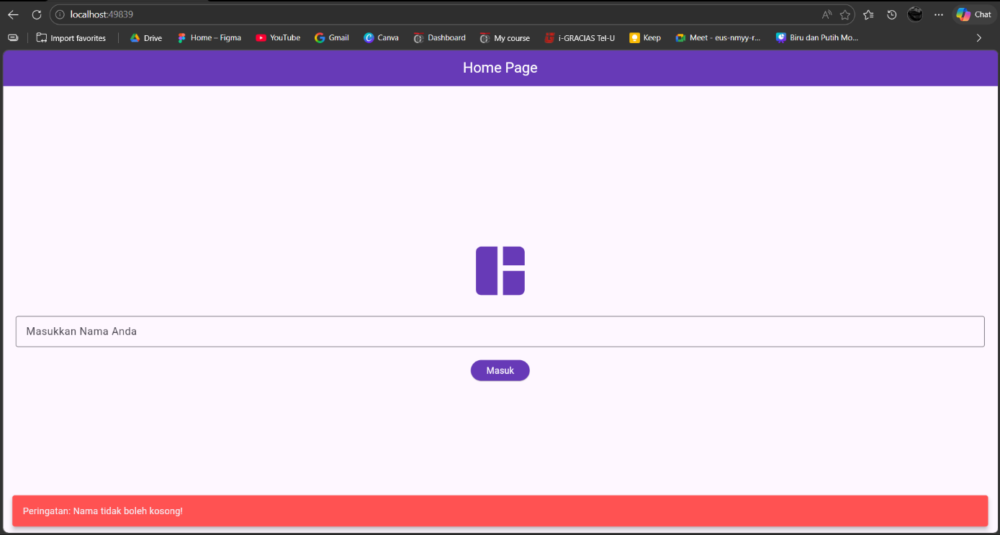 localhost:49839
Chat
Import favorites
Drive
Home – Figma
YouTube
Gmail
Canva
Dashboard
My course
i-GRACIAS Tel-U
Keep
Meet - eus-nmyy-r...
Biru dan Putih Mo...
Home Page
Masukkan Nama Anda
Masuk
Peringatan: Nama tidak boleh kosong!